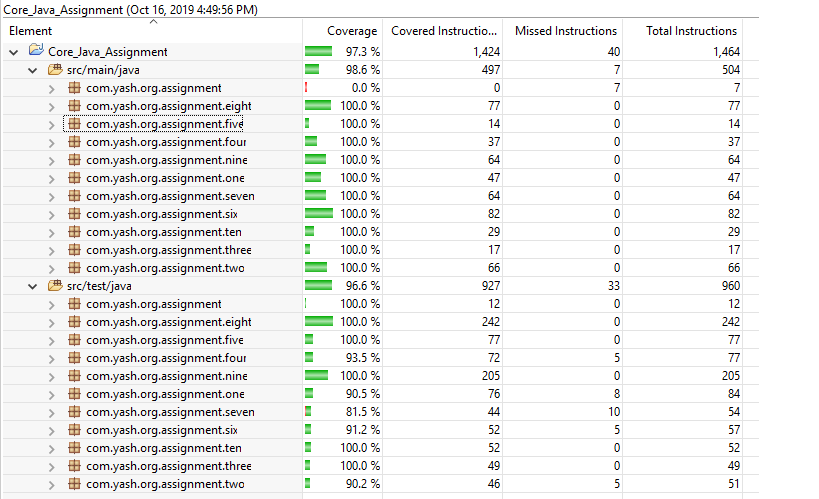 Core_Java_Assignment (Oct 16, 2019 4:49:56 PM)
Element Coverage Covered Instructio... Missed Instructions Total Instructions
Core_Java_Assignment 97.3 % 1,424 40 1,464
src/main/java 98.6 % 497 7 504
com.yash.org.assignment 0.0 % 0 7 7
com.yash.org.assignment.eight 100.0 % 77 0 77
com.yash.org.assignment.five 100.0 % 14 0 14
com.yash.org.assignment.four 100.0 % 37 0 37
com.yash.org.assignment.nine 100.0 % 64 0 64
com.yash.org.assignment.one 100.0 % 47 0 47
com.yash.org.assignment.seven 100.0 % 64 0 64
com.yash.org.assignment.six 100.0 % 82 0 82
com.yash.org.assignment.ten 100.0 % 29 0 29
com.yash.org.assignment.three 100.0 % 17 0 17
com.yash.org.assignment.two 100.0 % 66 0 66
src/test/java 96.6 % 927 33 960
com.yash.org.assignment 100.0 % 12 0 12
com.yash.org.assignment.eight 100.0 % 242 0 242
com.yash.org.assignment.five 100.0 % 77 0 77
com.yash.org.assignment.four 93.5 % 72 5 77
com.yash.org.assignment.nine 100.0 % 205 0 205
com.yash.org.assignment.one 90.5 % 76 8 84
com.yash.org.assignment.seven 81.5 % 44 10 54
com.yash.org.assignment.six 91.2 % 52 5 57
com.yash.org.assignment.ten 100.0 % 52 0 52
com.yash.org.assignment.three 100.0 % 49 0 49
com.yash.org.assignment.two 90.2 % 46 5 51